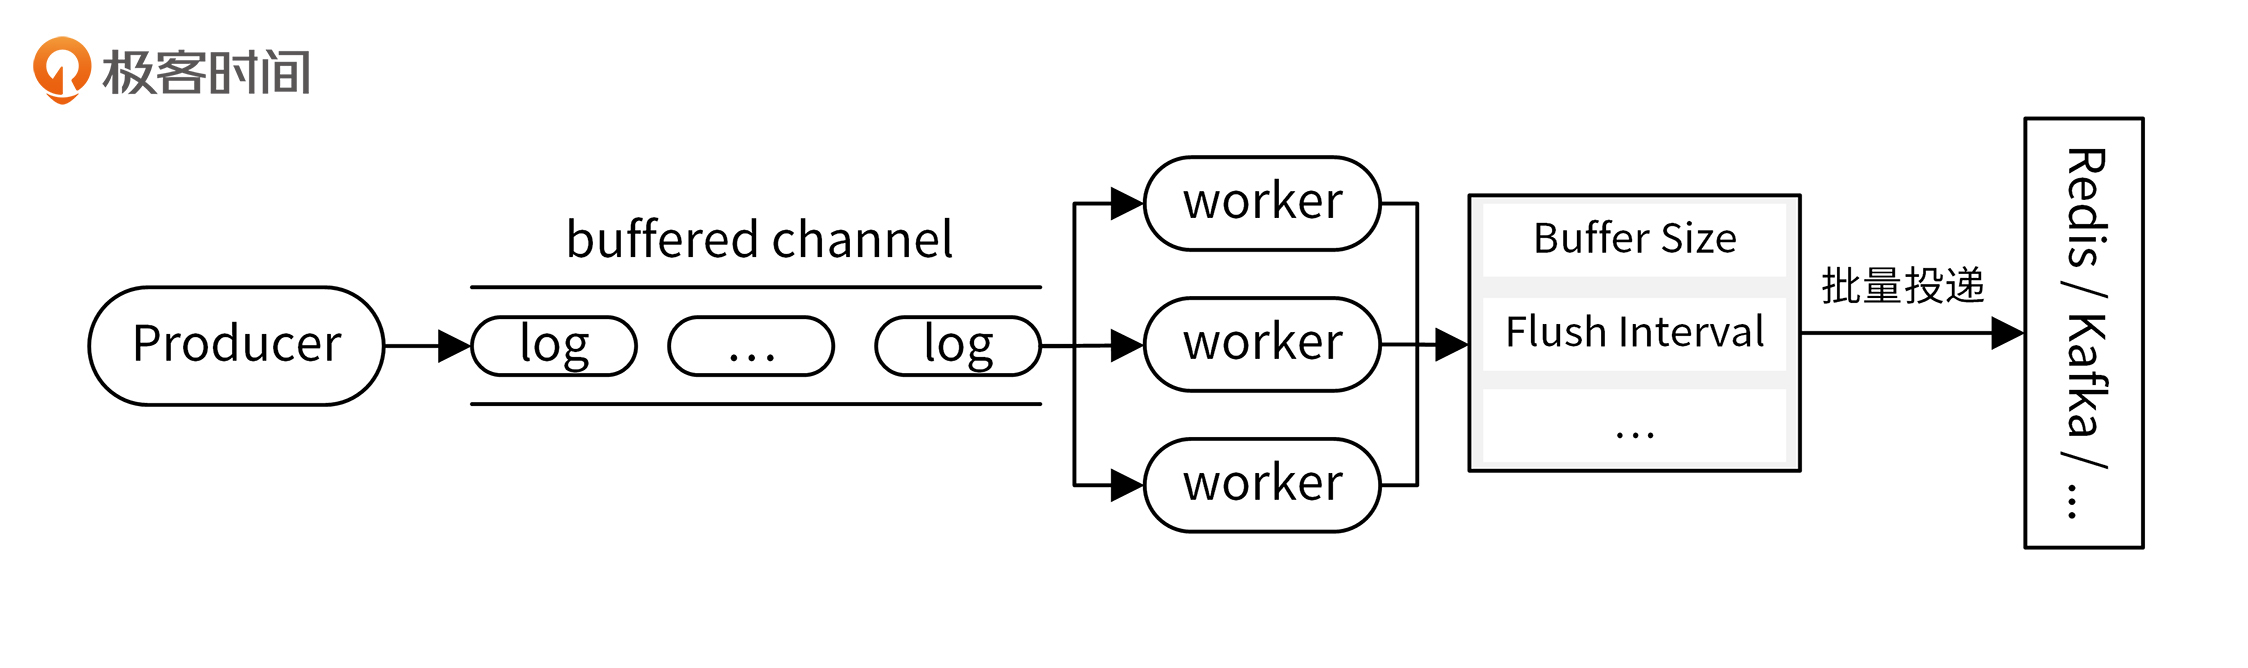 极客时间
buffered channel
Producer
log
...
log
worker
worker
worker
Buffer Size
Flush Interval
...
批量投递
Redis / Kafka / ...